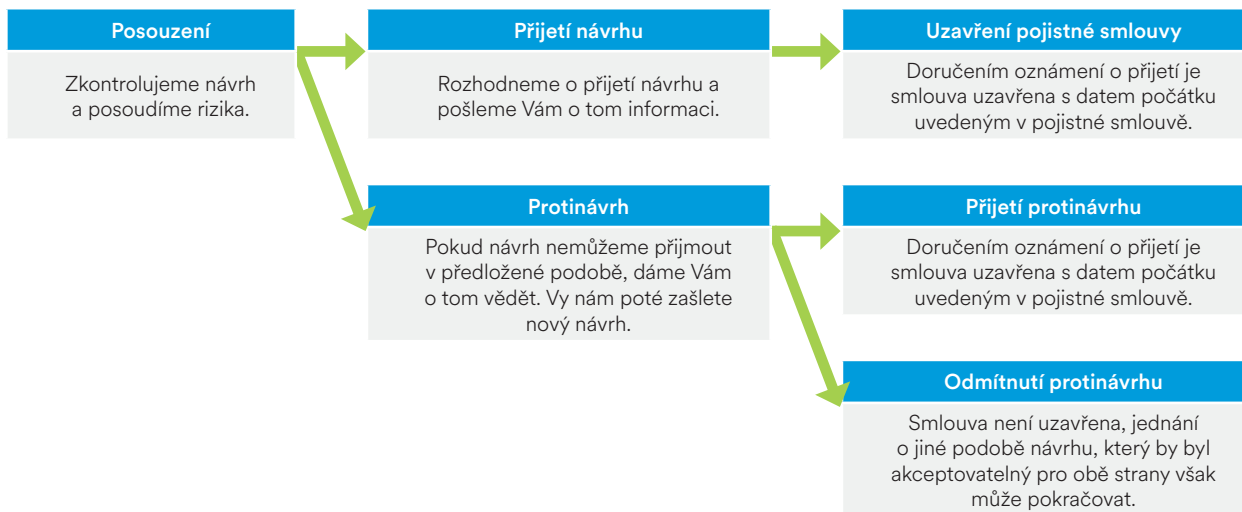 Posouzení
Zkontrolujeme návrh
a posoudíme rizika.
Přijetí návrhu
Rozhodneme o přijetí návrhu a
pošleme Vám o tom informaci.
Uzavření pojistné smlouvy
Doručením oznámení o přijetí je
smlouva uzavřena s datem počátku
uvedeným v pojistné smlouvě.
Protinávrh
Pokud návrh nemůžeme přijmout
v předložené podobě, dáme Vám
o tom vědět. Vy nám poté zašlete
nový návrh.
Přijetí protinávrhu
Doručením oznámení o přijetí je
smlouva uzavřena s datem počátku
uvedeným v pojistné smlouvě.
Odmítnutí protinávrhu
Smlouva není uzavřena, jednání
o jiné podobě návrhu, který by byl
akceptovatelný pro obě strany však
může pokračovat.